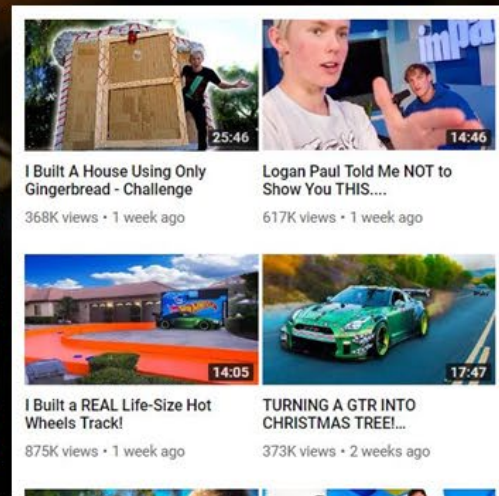 impa
25:46
14:46
I Built A House Using Only
Gingerbread - Challenge
368K views • 1 week ago
Logan Paul Told Me NOT to
Show You THIS....
617K views • 1 week ago
14:05
17:47
I Built a REAL Life-Size Hot
Wheels Track!
875K views • 1 week ago
TURNING A GTR INTO
CHRISTMAS TREE!...
373K views • 2 weeks ago